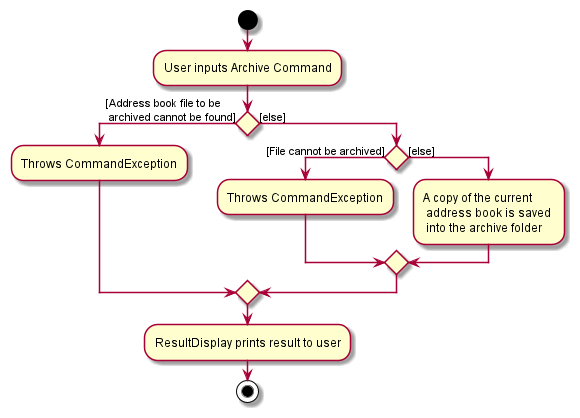 User inputs Archive Command
[Address book file to be
archived cannot be found]
[else]
Throws CommandException
[File cannot be archived]
[else]
Throws CommandException
A copy of the current
address book is saved
into the archive folder
ResultDisplay prints result to user